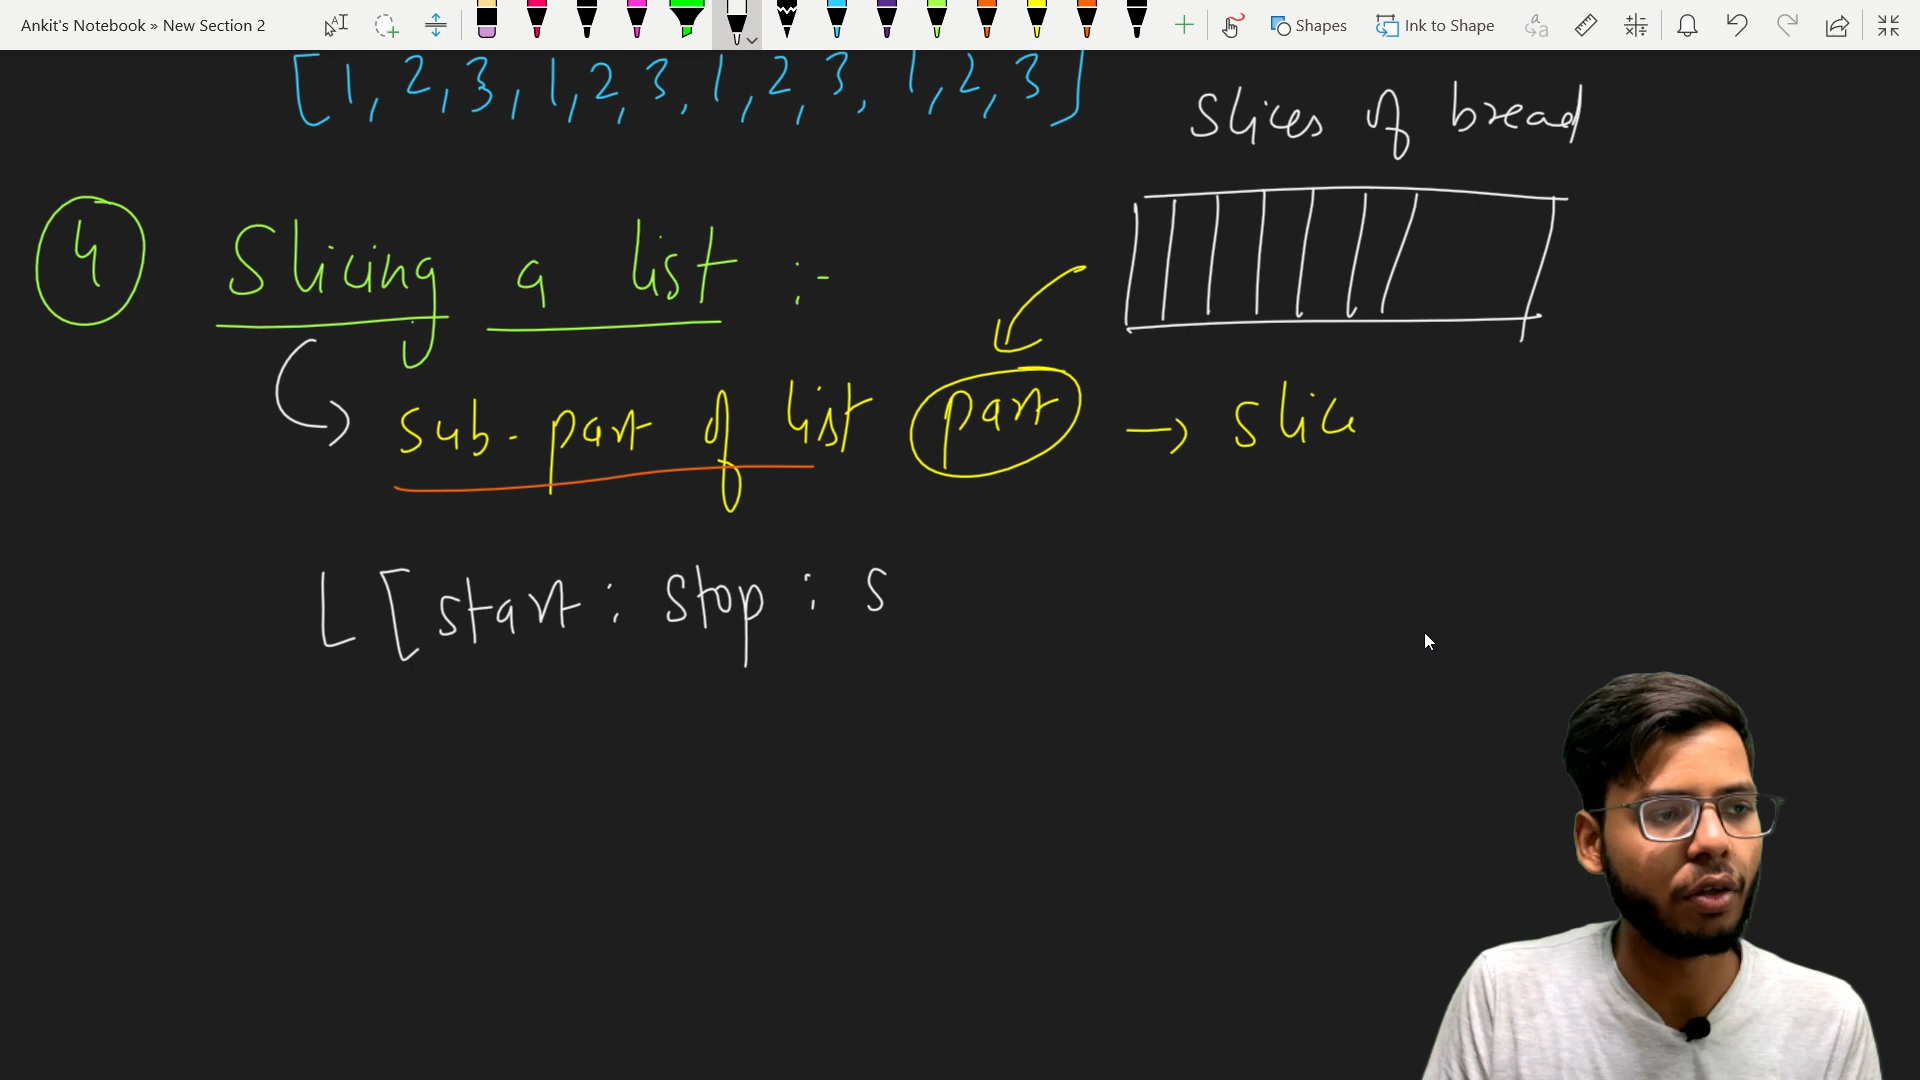 Ankit's Notebook » New Section 2
Shapes
Ink to Shape
[1, 2, 3, 1, 2, 3, 1, 2, 3, 1, 2, 3]
Slices of bread
4 Slicing a list :-
sub-part of list part → slice
L [start : stop : s